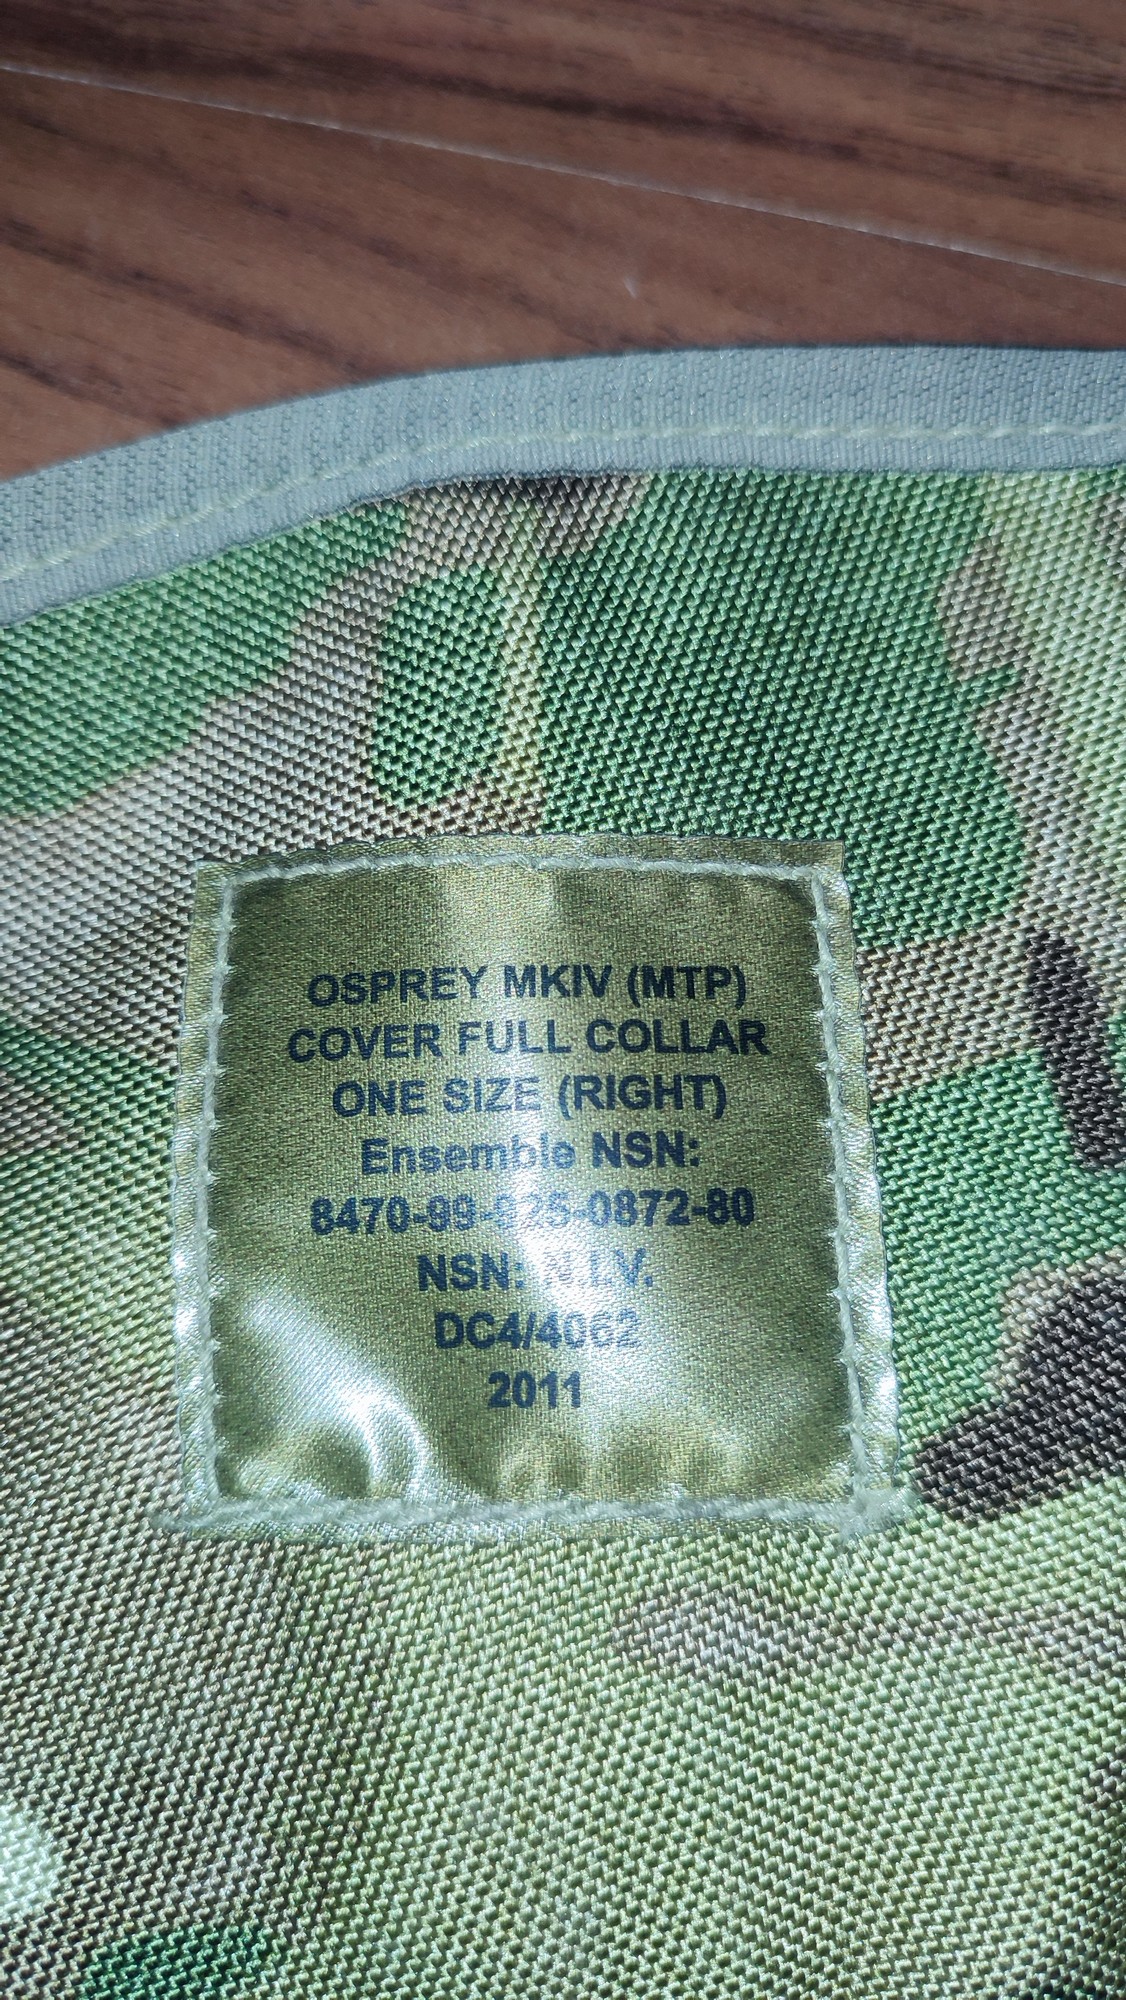 OSPREY MKIV (MTP)
COVER FULL COLLAR
ONE SIZE (RIGHT)
Ensemble NSN:
8470-99-925-0872-80
NSN: N.I.V.
DC4/4062
2011